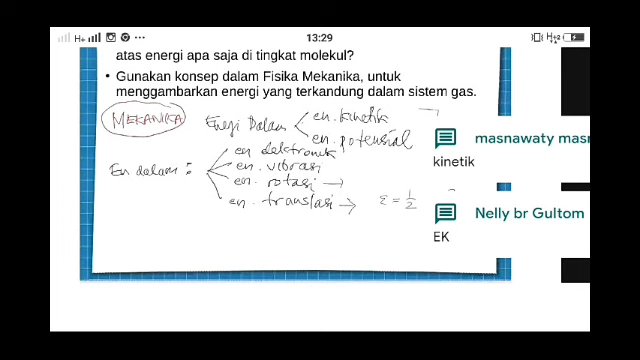 13:29
atas energi apa saja di tingkat molekul?
• Gunakan konsep dalam Fisika Mekanika, untuk
menggambarkan energi yang terkandung dalam sistem gas.
MEKANIKA
Energi Dalam
en. kinetik
en. potensial
En dalam :
en elektronik
en. vibrasi
en. rotasi →
en. translasi → ε = 1/2
masnawaty mas
kinetik
Nelly br Gultom
EK